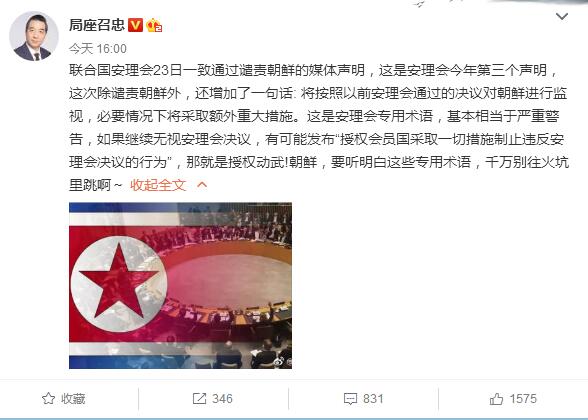 局座召忠
今天 16:00
联合国安理会23日一致通过谴责朝鲜的媒体声明，这是安理会今年第三个声明，
这次除谴责朝鲜外，还增加了一句话: 将按照以前安理会通过的决议对朝鲜进行监
视，必要情况下将采取额外重大措施。这是安理会专用术语，基本相当于严重警
告，如果继续无视安理会决议，有可能发布“授权会员国采取一切措施制止违反安
理会决议的行为”，那就是授权动武!朝鲜，要听明白这些专用术语，千万别往火坑
里跳啊～ 收起全文
收藏
346
831
1575